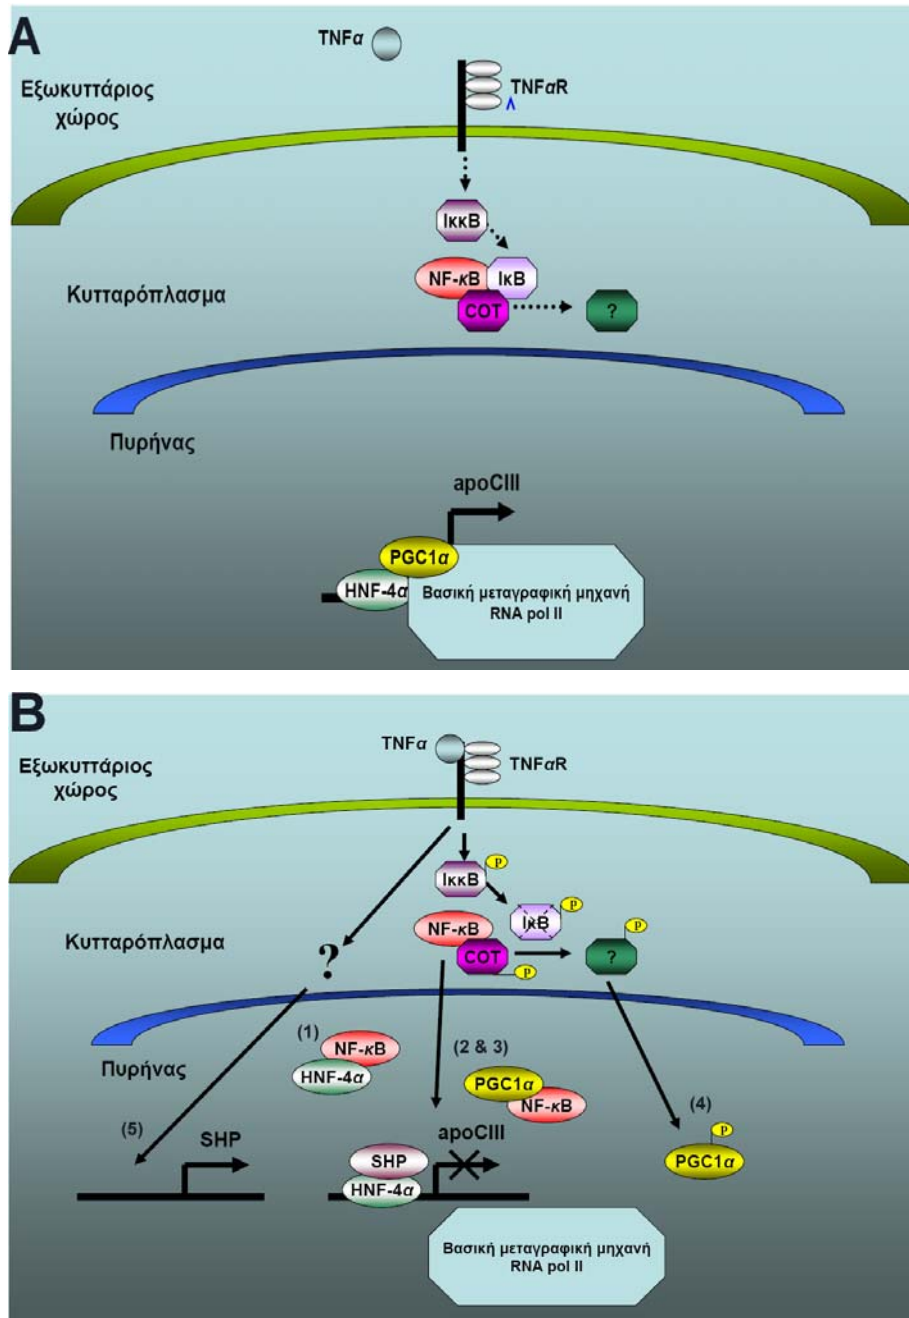 A
TNFα
TNFαR
Εξωκυττάριος
χώρος
IκκB
NF-κB
IκB
COT
?
Κυτταρόπλασμα
Πυρήνας
apoCIII
PGC1α
HNF-4α
Βασική μεταγραφική μηχανή
RNA pol II
B
TNFα
TNFαR
Εξωκυττάριος
χώρος
P
IκκB
P
IκB
NF-κB
P
COT
?
P
Κυτταρόπλασμα
?
(1)
NF-κB
HNF-4α
(2 & 3)
Πυρήνας
PGC1α
NF-κB
(4)
(5)
SHP
apoCIII
P
SHP
PGC1α
HNF-4α
Βασική μεταγραφική μηχανή
RNA pol II